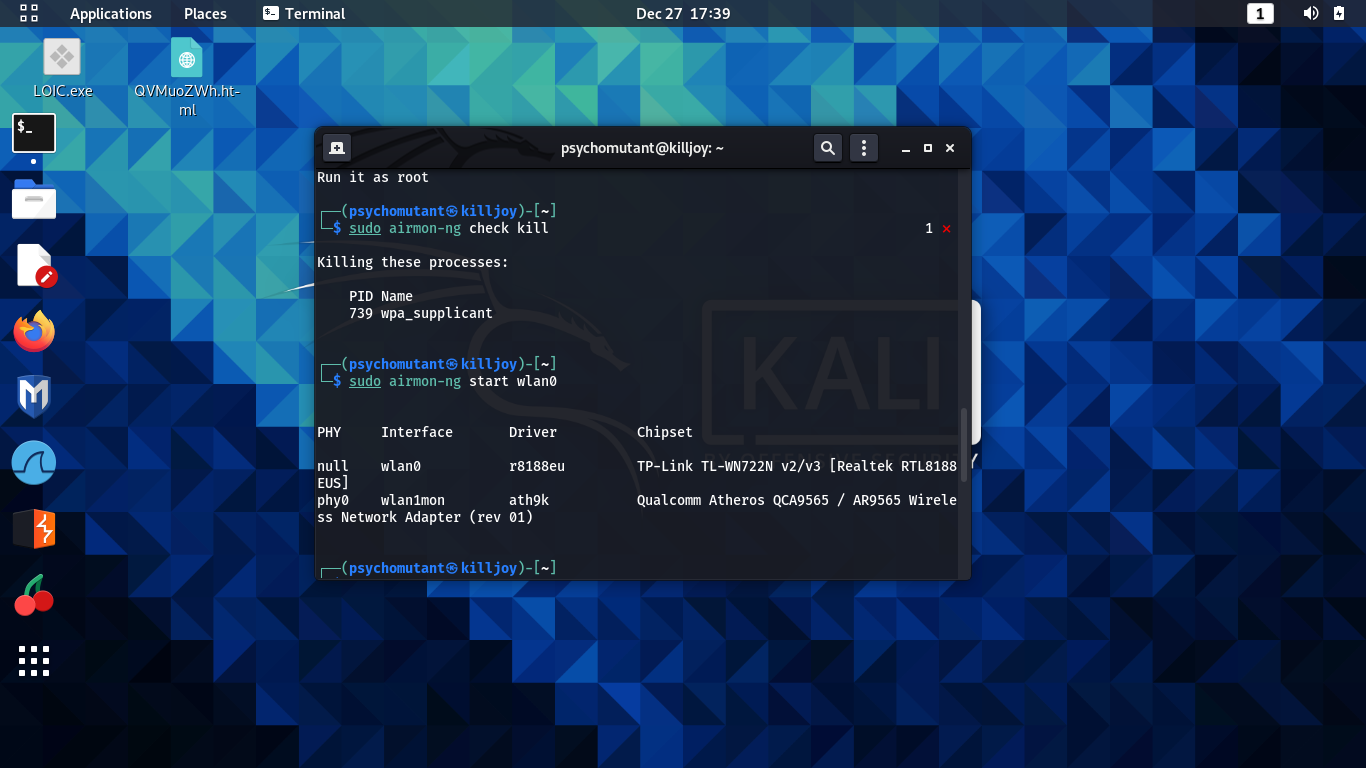 Applications Places Terminal Dec 27 17:39 1
LOIC.exe
QVMuoZWh.ht-
ml
$_
psychomutant@killjoy: ~
Run it as root
┌──(psychomutant㉿killjoy)-[~]
└─$ sudo airmon-ng check kill 1 ×
Killing these processes:
PID Name
739 wpa_supplicant
┌──(psychomutant㉿killjoy)-[~]
└─$ sudo airmon-ng start wlan0
PHY Interface Driver Chipset
null wlan0 r8188eu TP-Link TL-WN722N v2/v3 [Realtek RTL8188
EUS]
phy0 wlan1mon ath9k Qualcomm Atheros QCA9565 / AR9565 Wirele
ss Network Adapter (rev 01)
┌──(psychomutant㉿killjoy)-[~]
KALI
BY OFFENSIVE SECURITY